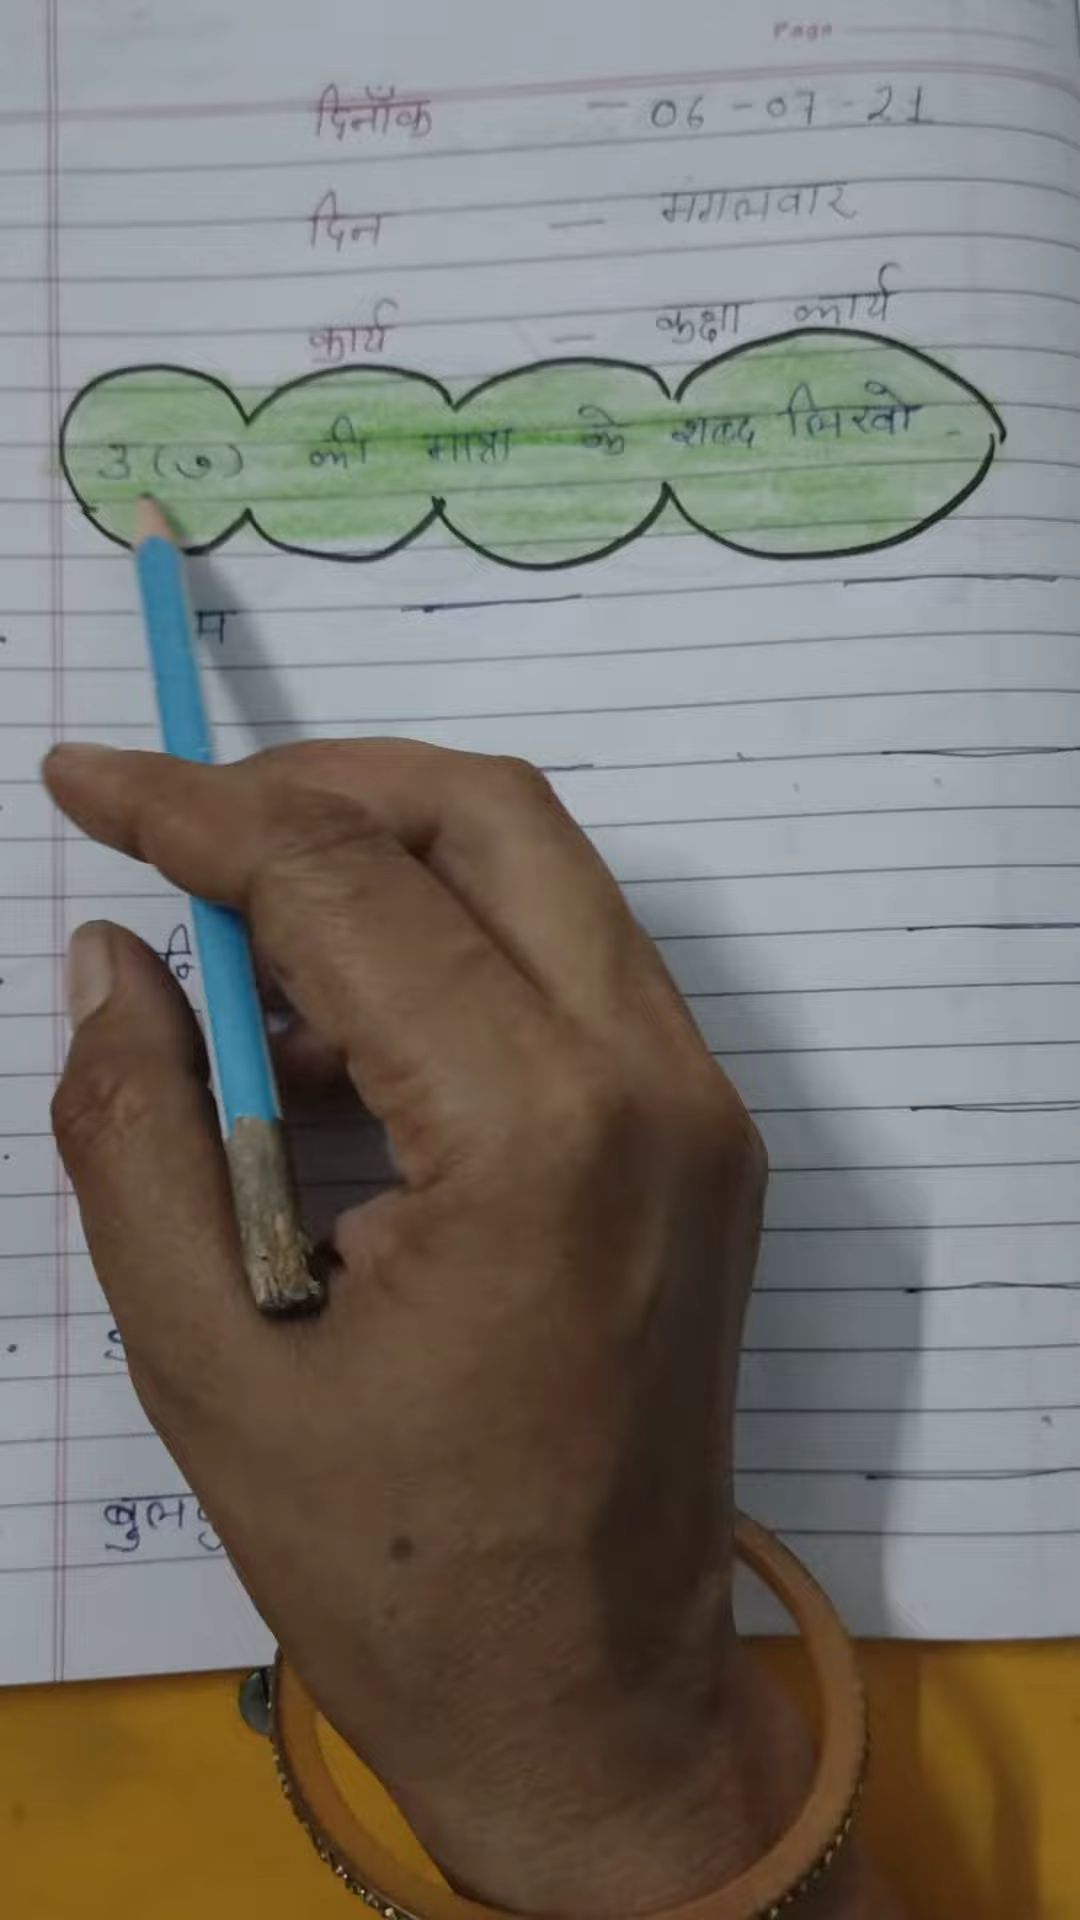 Page
दिनाँक - 06-07-21
दिन - मंगलवार
कार्य - कक्षा कार्य
उ (ु) की मात्रा के शब्द लिखो -